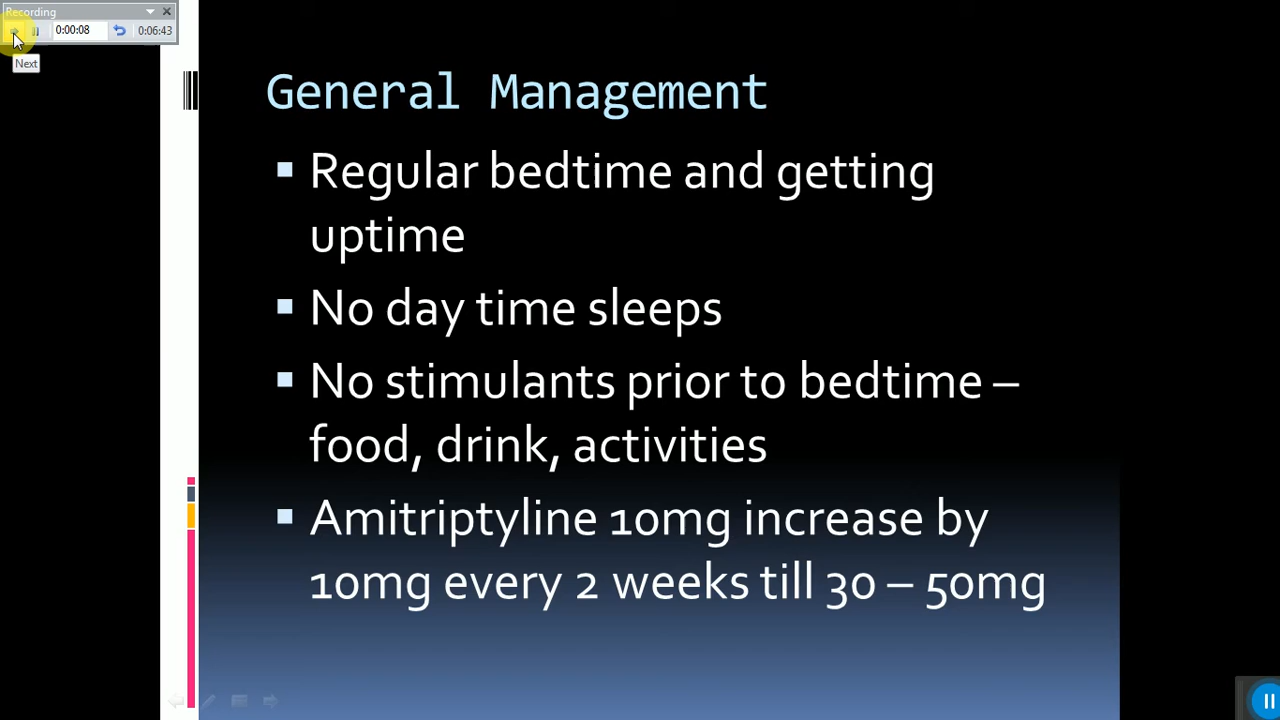 Recording
0:00:08
0:06:43
Next
General Management
Regular bedtime and getting
uptime
No day time sleeps
No stimulants prior to bedtime –
food, drink, activities
Amitriptyline 10mg increase by
10mg every 2 weeks till 30 – 50mg